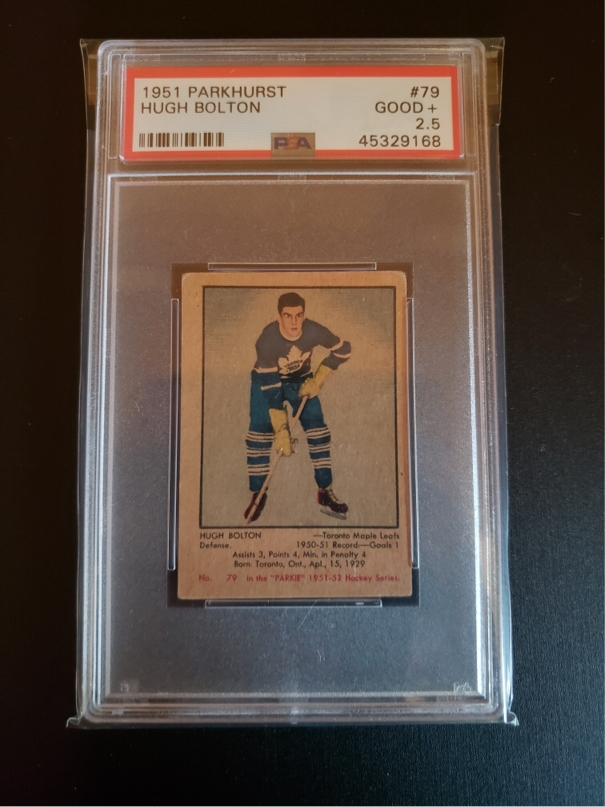 1951 PARKHURST #79
HUGH BOLTON GOOD +
2.5
PSA 45329168
HUGH BOLTON —Toronto Maple Leafs
Defense. 1950-51 Record—Goals 1
Assists 3, Points 4, Min. in Penalty 4
Born Toronto, Ont., Apl., 15, 1929
No. 79 in the "PARKIE" 1951-52 Hockey Series.